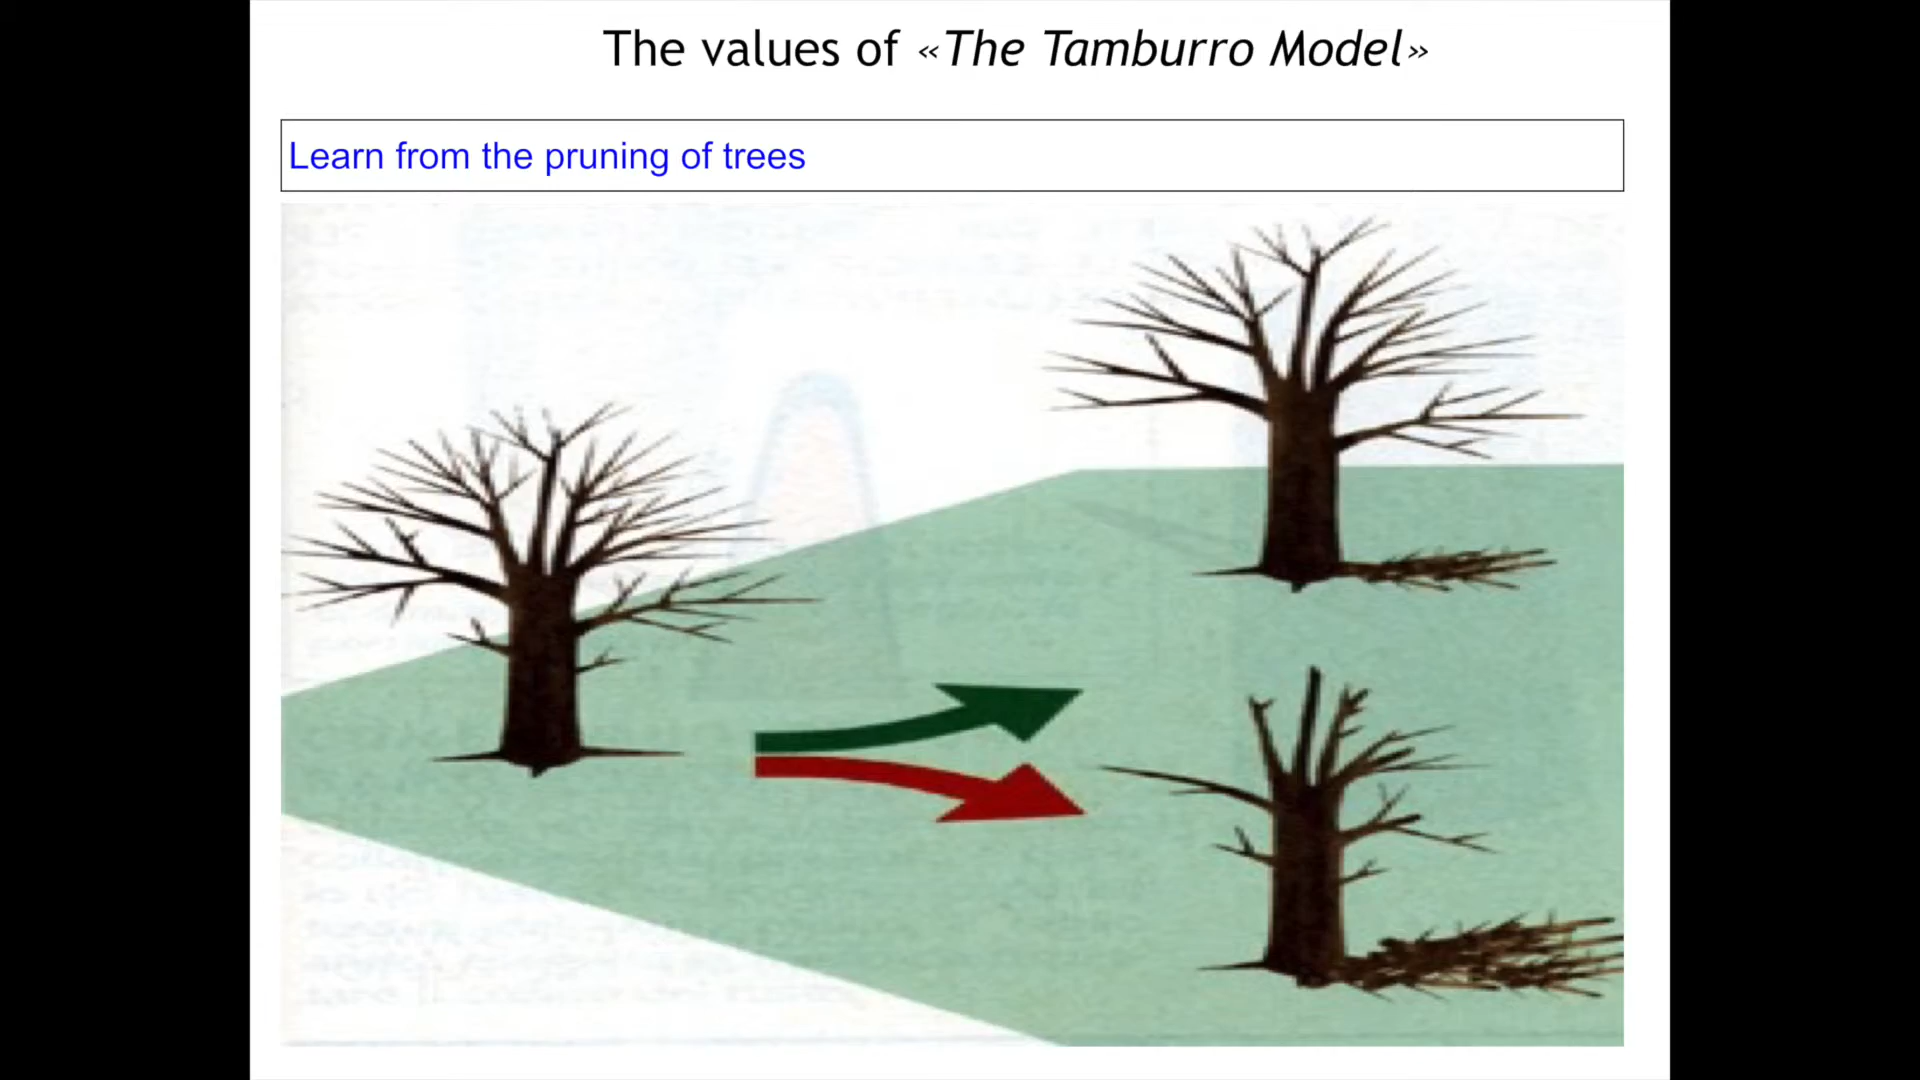 The values of «The Tamburro Model»
Learn from the pruning of trees